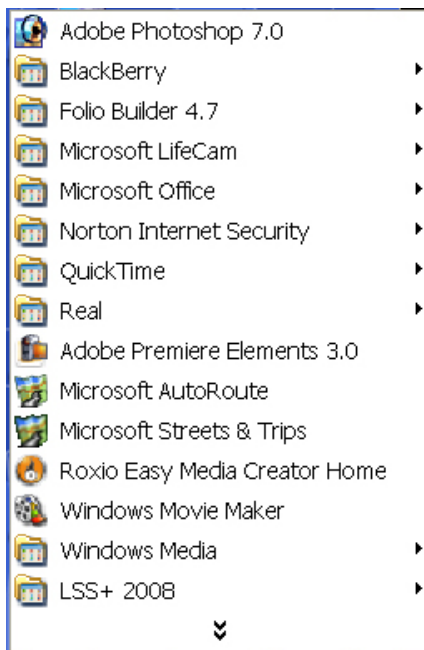 Adobe Photoshop 7.0
BlackBerry
Folio Builder 4.7
Microsoft LifeCam
Microsoft Office
Norton Internet Security
QuickTime
Real
Adobe Premiere Elements 3.0
Microsoft AutoRoute
Microsoft Streets & Trips
Roxio Easy Media Creator Home
Windows Movie Maker
Windows Media
LSS+ 2008